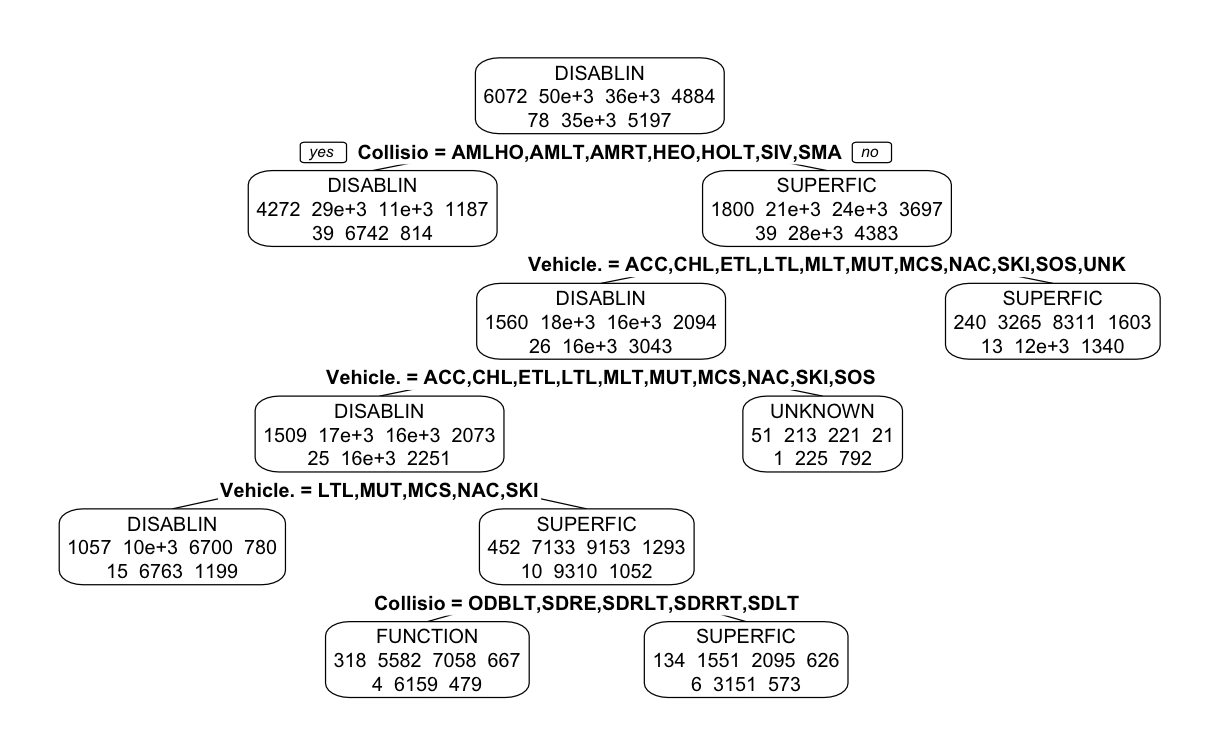 DISABLIN
6072 50e+3 36e+3 4884
78 35e+3 5197
yes Collisio = AMLHO,AMLT,AMRT,HEO,HOLT,SIV,SMA no
DISABLIN
4272 29e+3 11e+3 1187
39 6742 814
SUPERFIC
1800 21e+3 24e+3 3697
39 28e+3 4383
Vehicle. = ACC,CHL,ETL,LTL,MLT,MUT,MCS,NAC,SKI,SOS,UNK
DISABLIN
1560 18e+3 16e+3 2094
26 16e+3 3043
SUPERFIC
240 3265 8311 1603
13 12e+3 1340
Vehicle. = ACC,CHL,ETL,LTL,MLT,MUT,MCS,NAC,SKI,SOS
DISABLIN
1509 17e+3 16e+3 2073
25 16e+3 2251
UNKNOWN
51 213 221 21
1 225 792
Vehicle. = LTL,MUT,MCS,NAC,SKI
DISABLIN
1057 10e+3 6700 780
15 6763 1199
SUPERFIC
452 7133 9153 1293
10 9310 1052
Collisio = ODBLT,SDRE,SDRLT,SDRRT,SDLT
FUNCTION
318 5582 7058 667
4 6159 479
SUPERFIC
134 1551 2095 626
6 3151 573